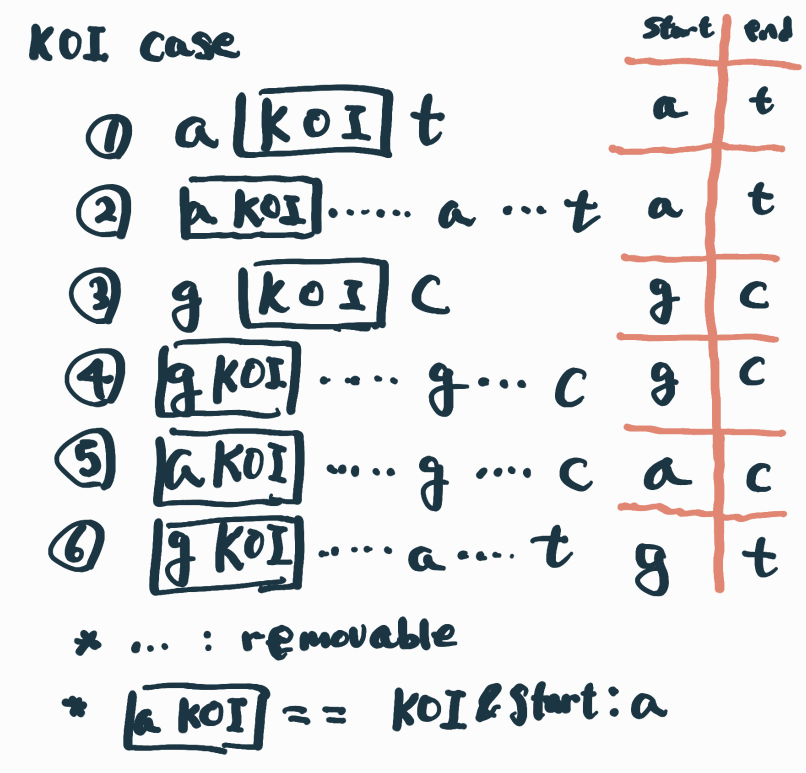 KOI case
start end
① a KOI t a t
② a KOI ...... a ... t a t
③ g KOI c g c
④ g KOI .... g ... c g c
⑤ a KOI ..... g .... c a c
⑥ g KOI ..... a .... t g t
* ... : removable
* a KOI == KOI & start : a